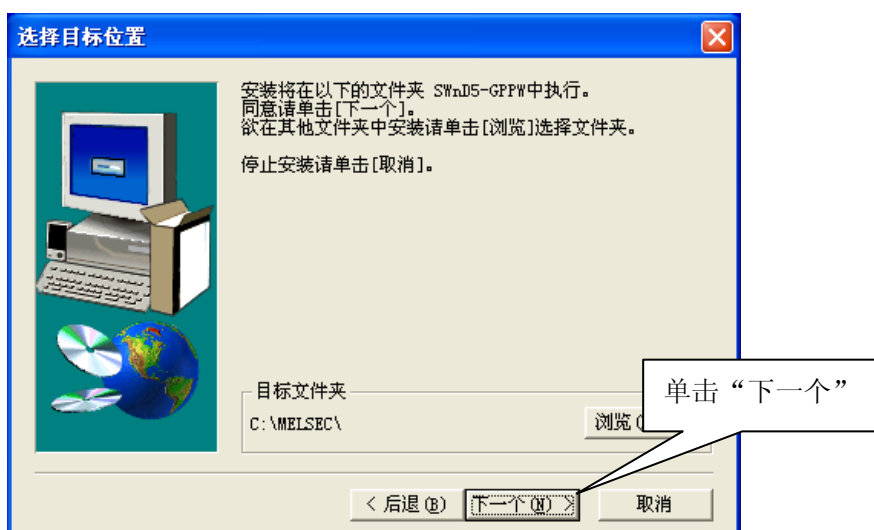 选择目标位置
安装将在以下的文件夹 SWnD5-GPPW中执行。
同意请单击[下一个]。
欲在其他文件夹中安装请单击[浏览]选择文件夹。
停止安装请单击[取消]。
目标文件夹
单击“下一个”
C:\MELSEC\
浏览(
< 后退(B)
下一个(N) >
取消